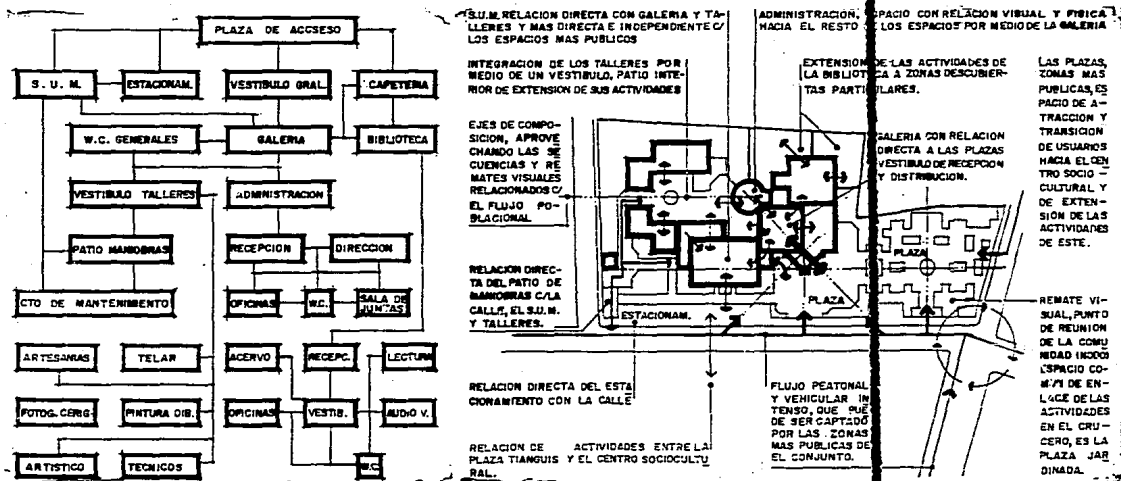 PLAZA DE ACCSESO
S. U. M.
ESTACIONAM.
VESTIBULO GRAL.
CAFETERIA
W.C. GENERALES
GALERIA
BIBLIOTECA
VESTIBULO TALLERES
ADMINISTRACION
PATIO MANIOBRAS
RECEPCION
DIRECCION
CTO DE MANTENIMIENTO
OFICINAS
W.C.
SALA DE
JUNTAS
ARTESANIAS
TELAR
ACERVO
RECEPC.
LECTURA
FOTOG. CERIG.
PINTURA DIB.
OFICINAS
VESTIB.
AUDIO V.
ARTISTICO
TECNICOS
W.C.
S.U.M. RELACION DIRECTA CON GALERIA Y TA-
LLERES Y MAS DIRECTA E INDEPENDIENTE C/
LOS ESPACIOS MAS PUBLICOS
ADMINISTRACION, ESPACIO CON RELACION VISUAL Y FISICA
HACIA EL RESTO LOS ESPACIOS POR MEDIO DE LA GALERIA
INTEGRACION DE LOS TALLERES POR
MEDIO DE UN VESTIBULO, PATIO INTE-
RIOR DE EXTENSION DE SUS ACTIVIDADES
EXTENSION DE LAS ACTIVIDADES DE
LA BIBLIOTECA A ZONAS DESCUBIER-
TAS PARTICULARES.
LAS PLAZAS,
ZONAS MAS
PUBLICAS, ES
PACIO DE A-
TRACCION Y
TRANSICION
DE USUARIOS
HACIA EL CEN
TRO SOCIO -
CULTURAL Y
DE EXTEN-
SION DE LAS
ACTIVIDADES
DE ESTE.
EJES DE COMPO-
SICION, APROVE
CHANDO LAS SE
CUENCIAS Y RE
MATES VISUALES
RELACIONADOS C/
EL FLUJO PO-
BLACIONAL
GALERIA CON RELACION
DIRECTA A LAS PLAZAS
VESTIBULO DE RECEPCION
Y DISTRIBUCION.
RELACION DIREC-
TA DEL PATIO DE
MANIOBRAS C/LA
CALLE, EL S.U.M.
Y TALLERES.
ESTACIONAM.
PLAZA
PLAZA
REMATE VI-
SUAL, PUNTO
DE REUNION
DE LA COMU
NIDAD (NODO)
ESPACIO CO-
MUN DE EN-
LACE DE LAS
ACTIVIDADES
EN EL CRU-
CERO, ES LA
PLAZA JAR
DINADA.
RELACION DIRECTA DEL ESTA
CIONAMIENTO CON LA CALLE
FLUJO PEATONAL
Y VEHICULAR IN
TENSO, QUE PUE
DE SER CAPTADO
POR LAS ZONAS
MAS PUBLICAS DE
EL CONJUNTO.
RELACION DE ACTIVIDADES ENTRE LA
PLAZA TIANGUIS Y EL CENTRO SOCIOCULTU
RAL.